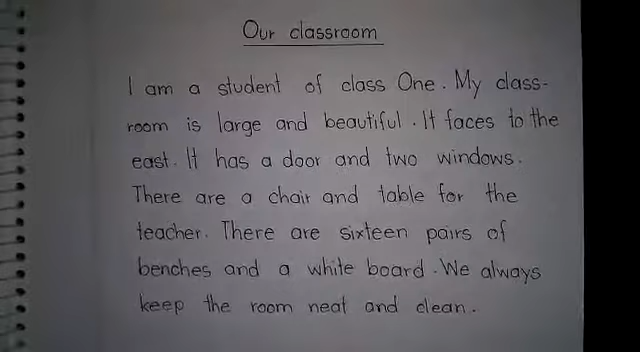 Our classroom
I am a student of class One. My class-
room is large and beautiful. It faces to the
east. It has a door and two windows.
There are a chair and table for the
teacher. There are sixteen pairs of
benches and a white board. We always
keep the room neat and clean.